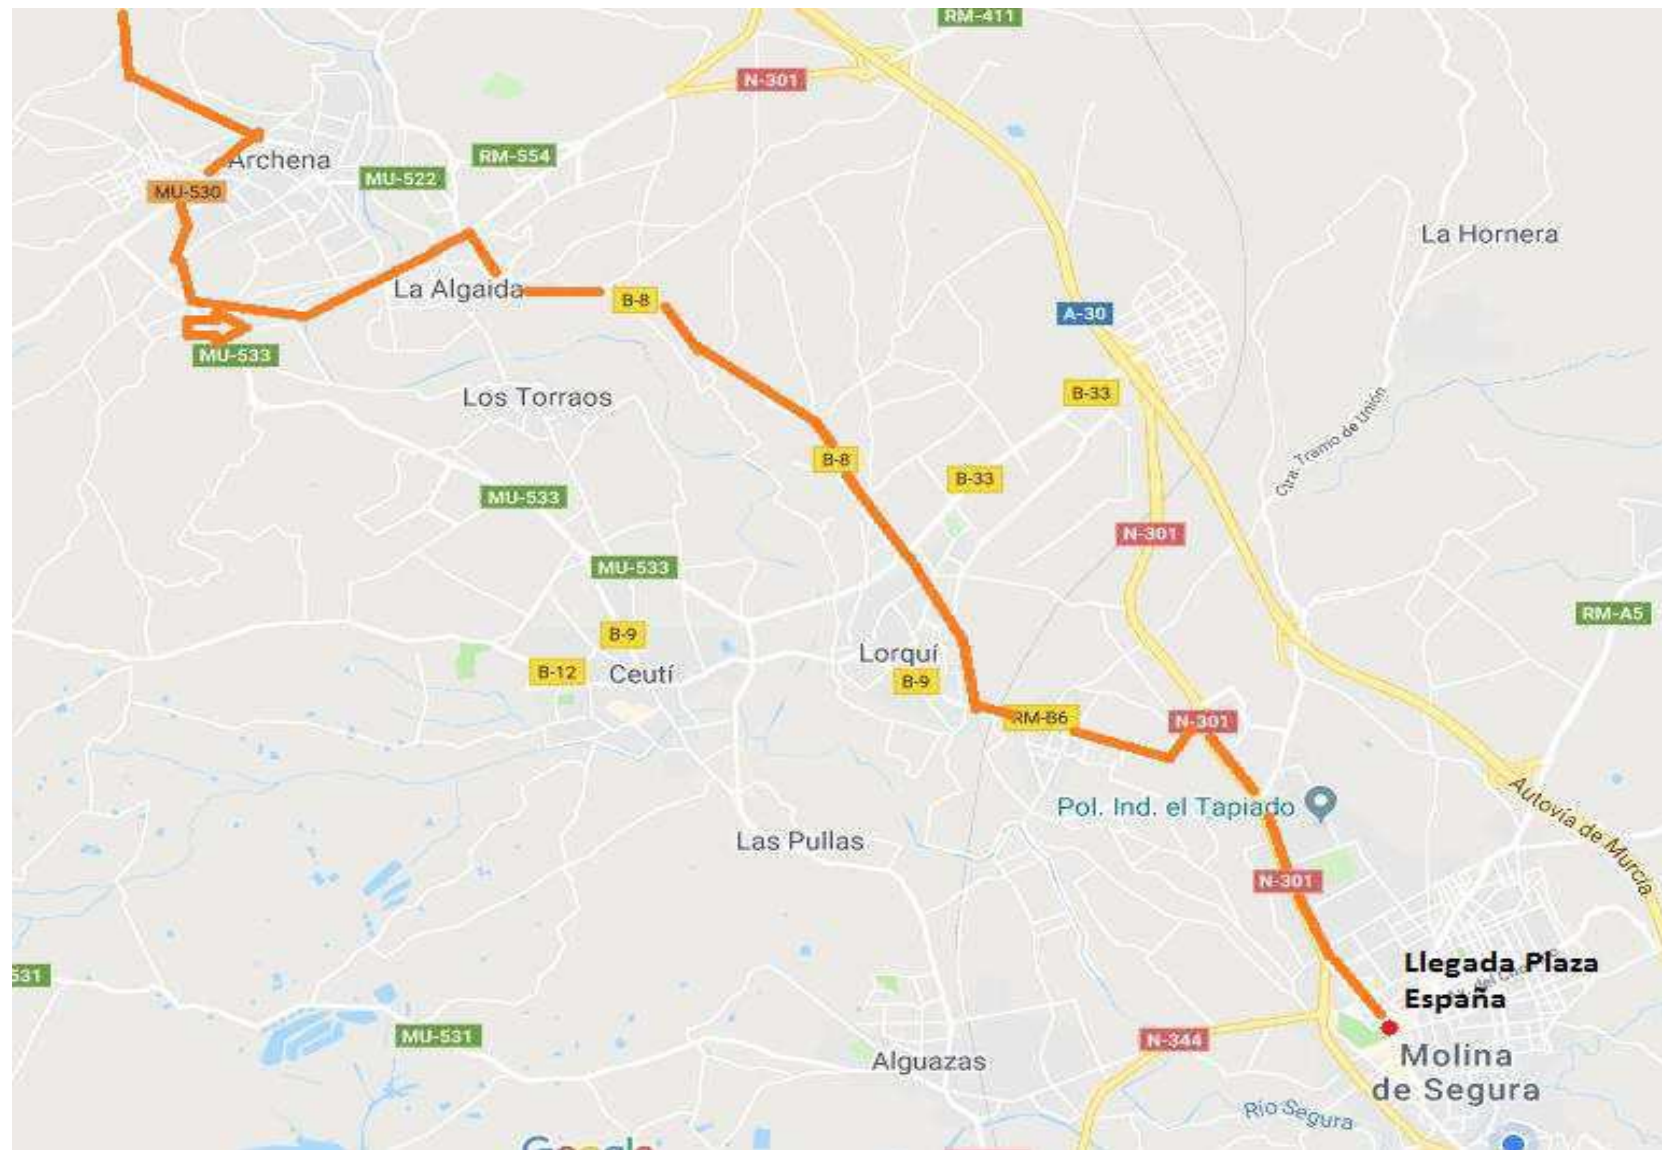 RM-411
N-301
RM-554
Archena
MU-522
MU-530
La Hornera
La Algaida
B-8
A-30
MU-533
Los Torraos
B-33
Ctra. Tramo de Unión
B-8
B-33
MU-533
N-301
MU-533
RM-A5
B-9
Lorquí
B-12
Ceutí
B-9
RM-B6
N-301
Autovía de Murcia
Pol. Ind. el Tapiado
Las Pullas
N-301
Llegada Plaza
España
531
MU-531
N-344
Alguazas
Molina
de Segura
Río Segura
Google